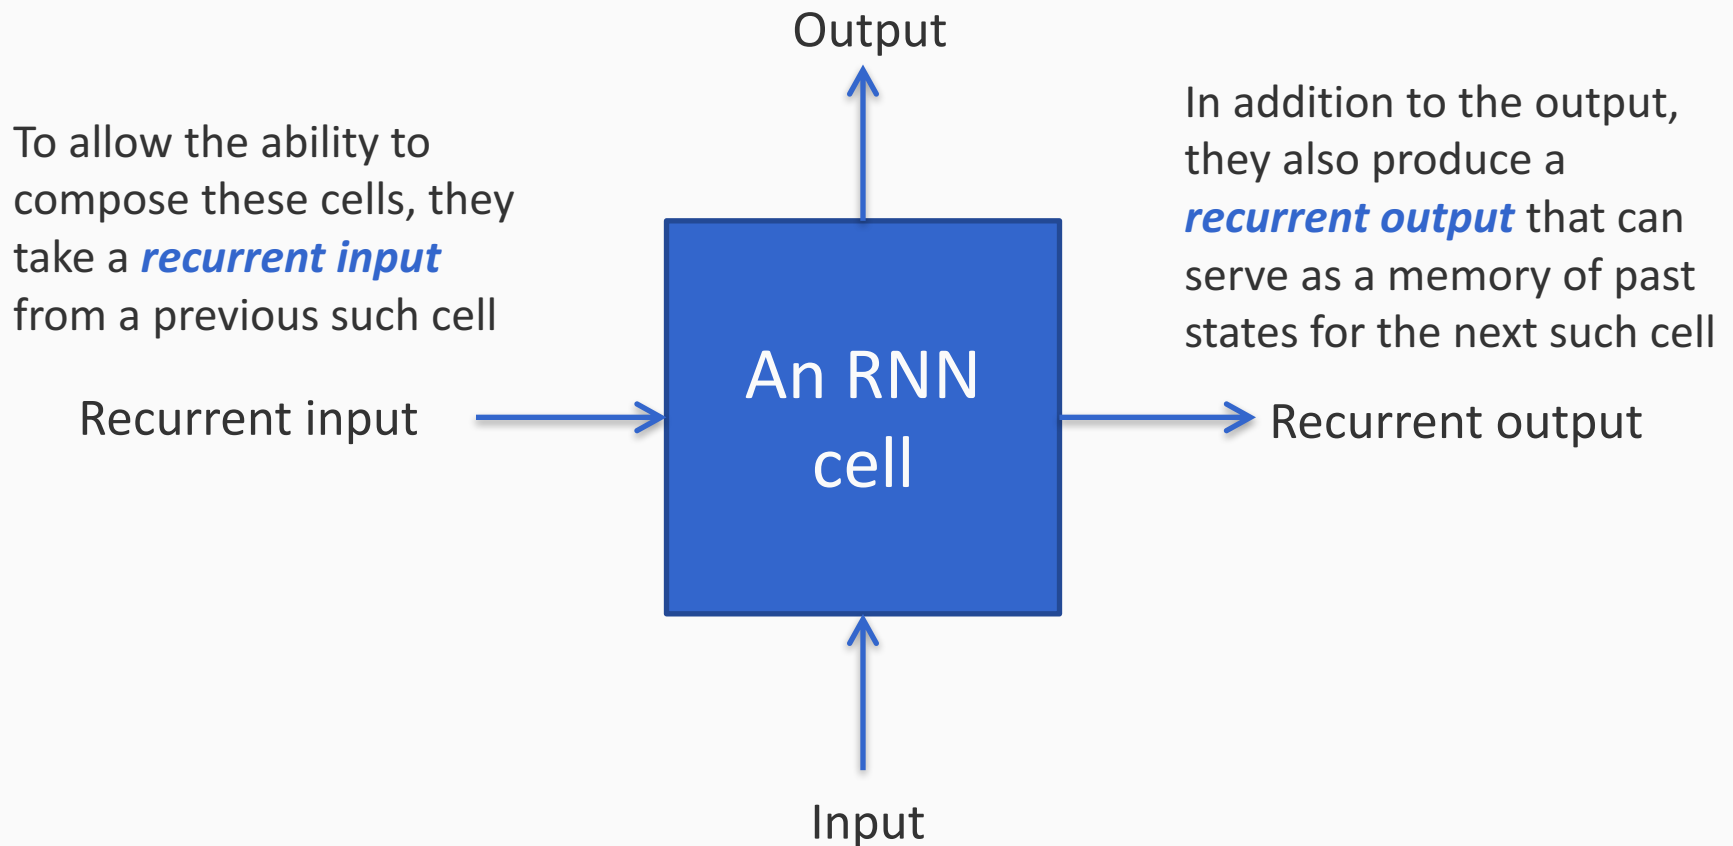 Output
To allow the ability to
compose these cells, they
take a recurrent input
from a previous such cell
In addition to the output,
they also produce a
recurrent output that can
serve as a memory of past
states for the next such cell
Recurrent input
An RNN
cell
Recurrent output
Input